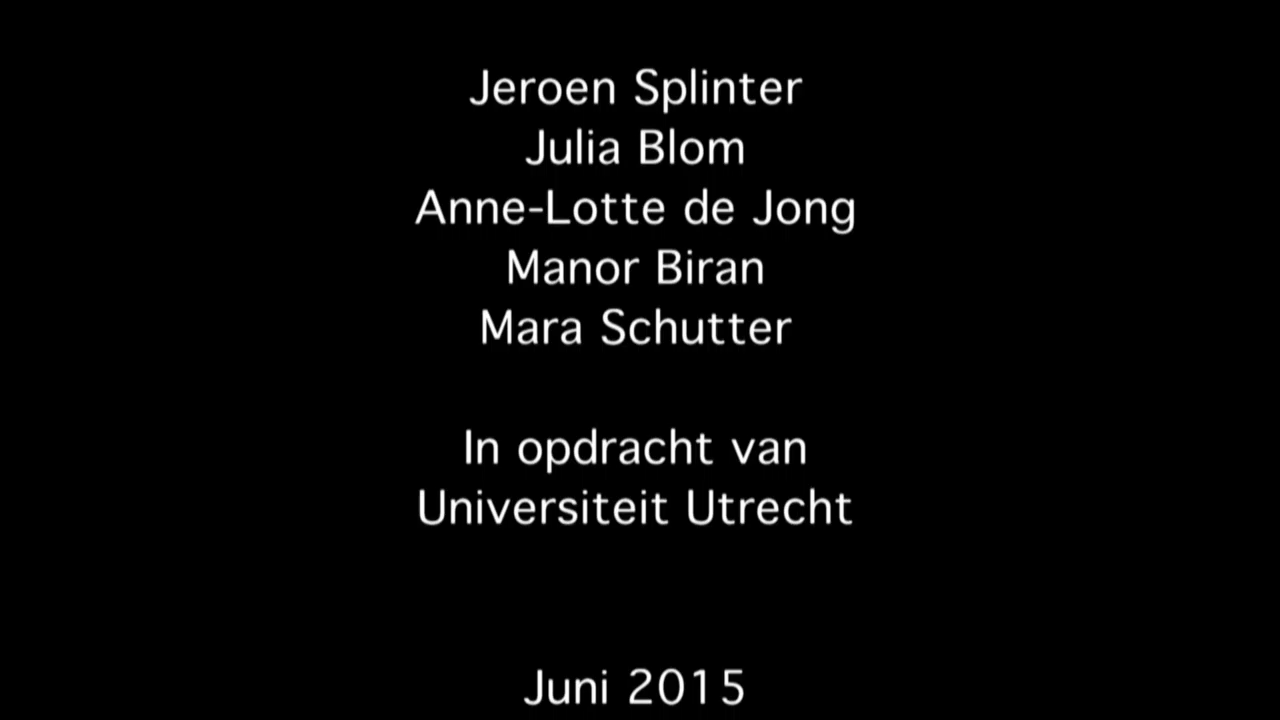 Jeroen Splinter
Julia Blom
Anne-Lotte de Jong
Manor Biran
Mara Schutter
In opdracht van
Universiteit Utrecht
Juni 2015